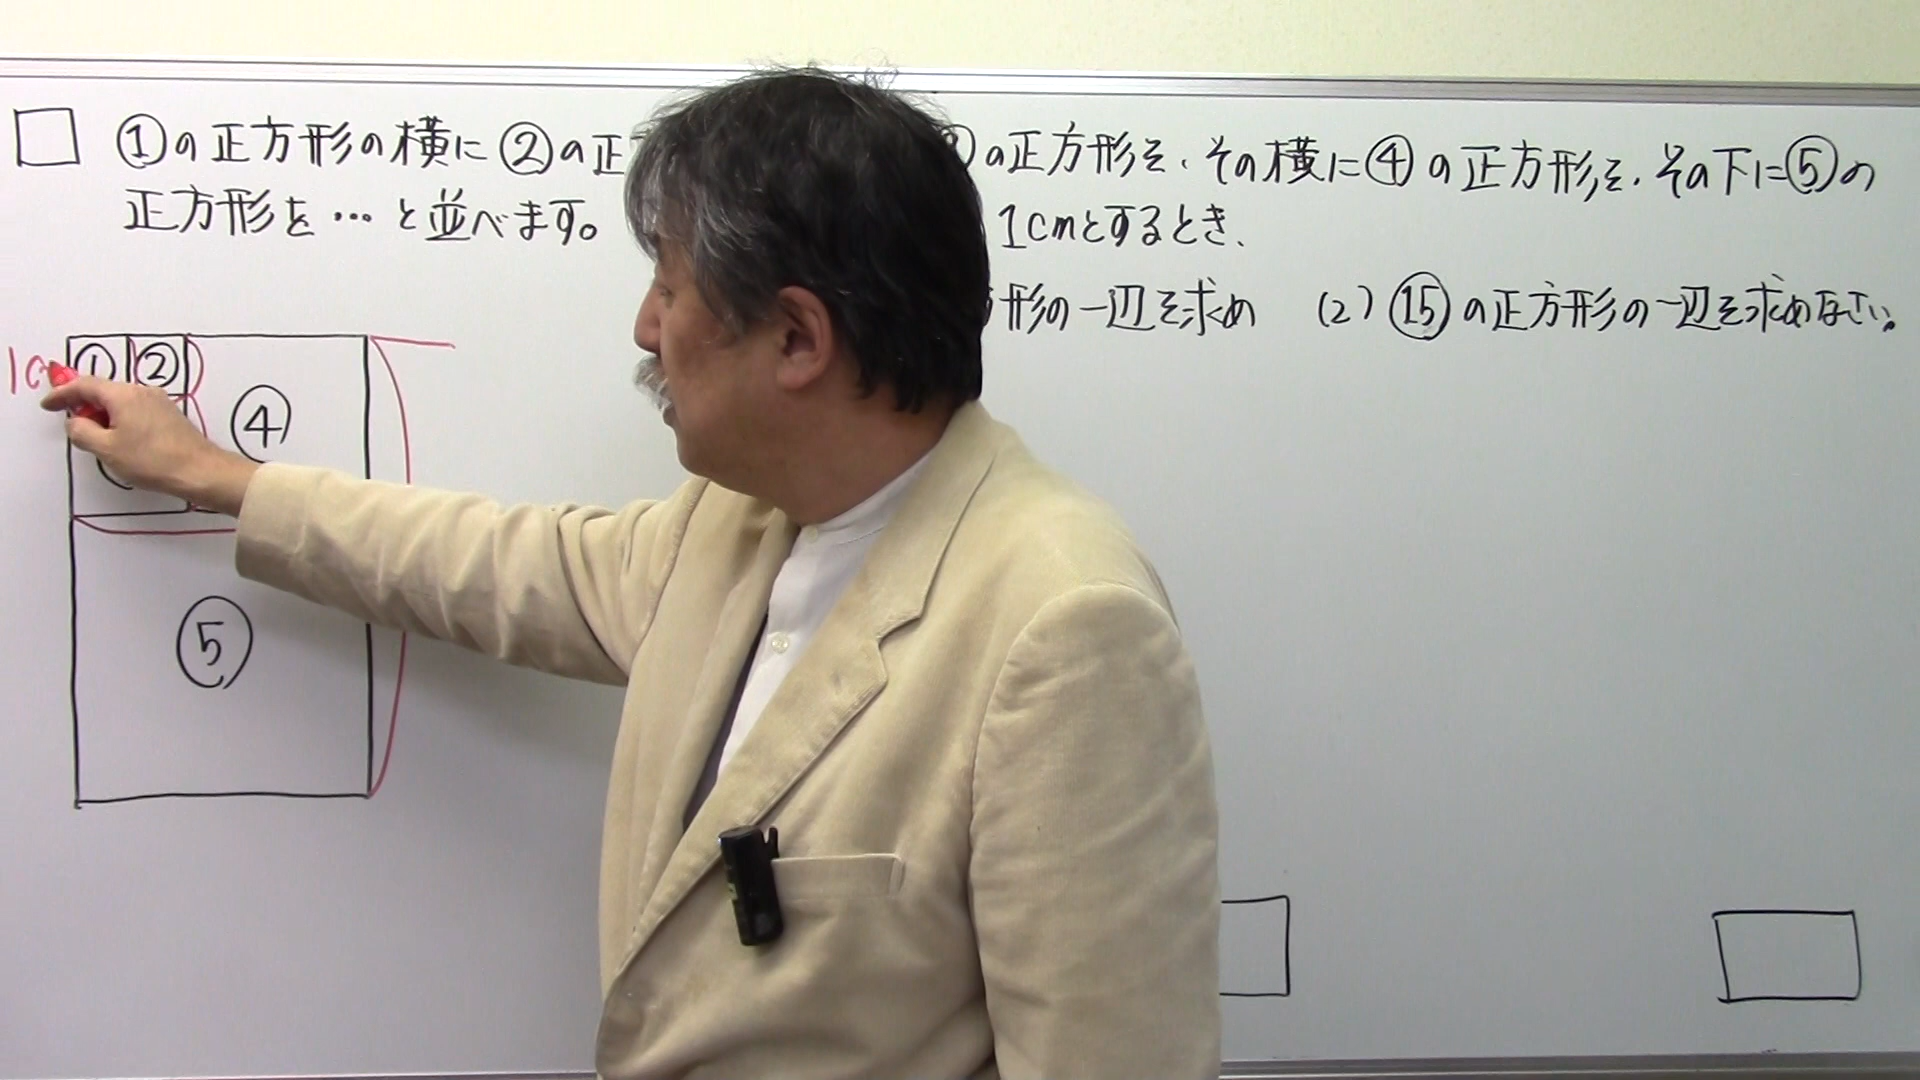 ①の正方形の横に②の正
の正方形を、その横に④の正方形を、その下に⑤の
正方形を…と並べます。
1cmとするとき、
形の一辺を求め (2) ⑮の正方形の一辺を求めなさい。
1c ① ②
④
⑤